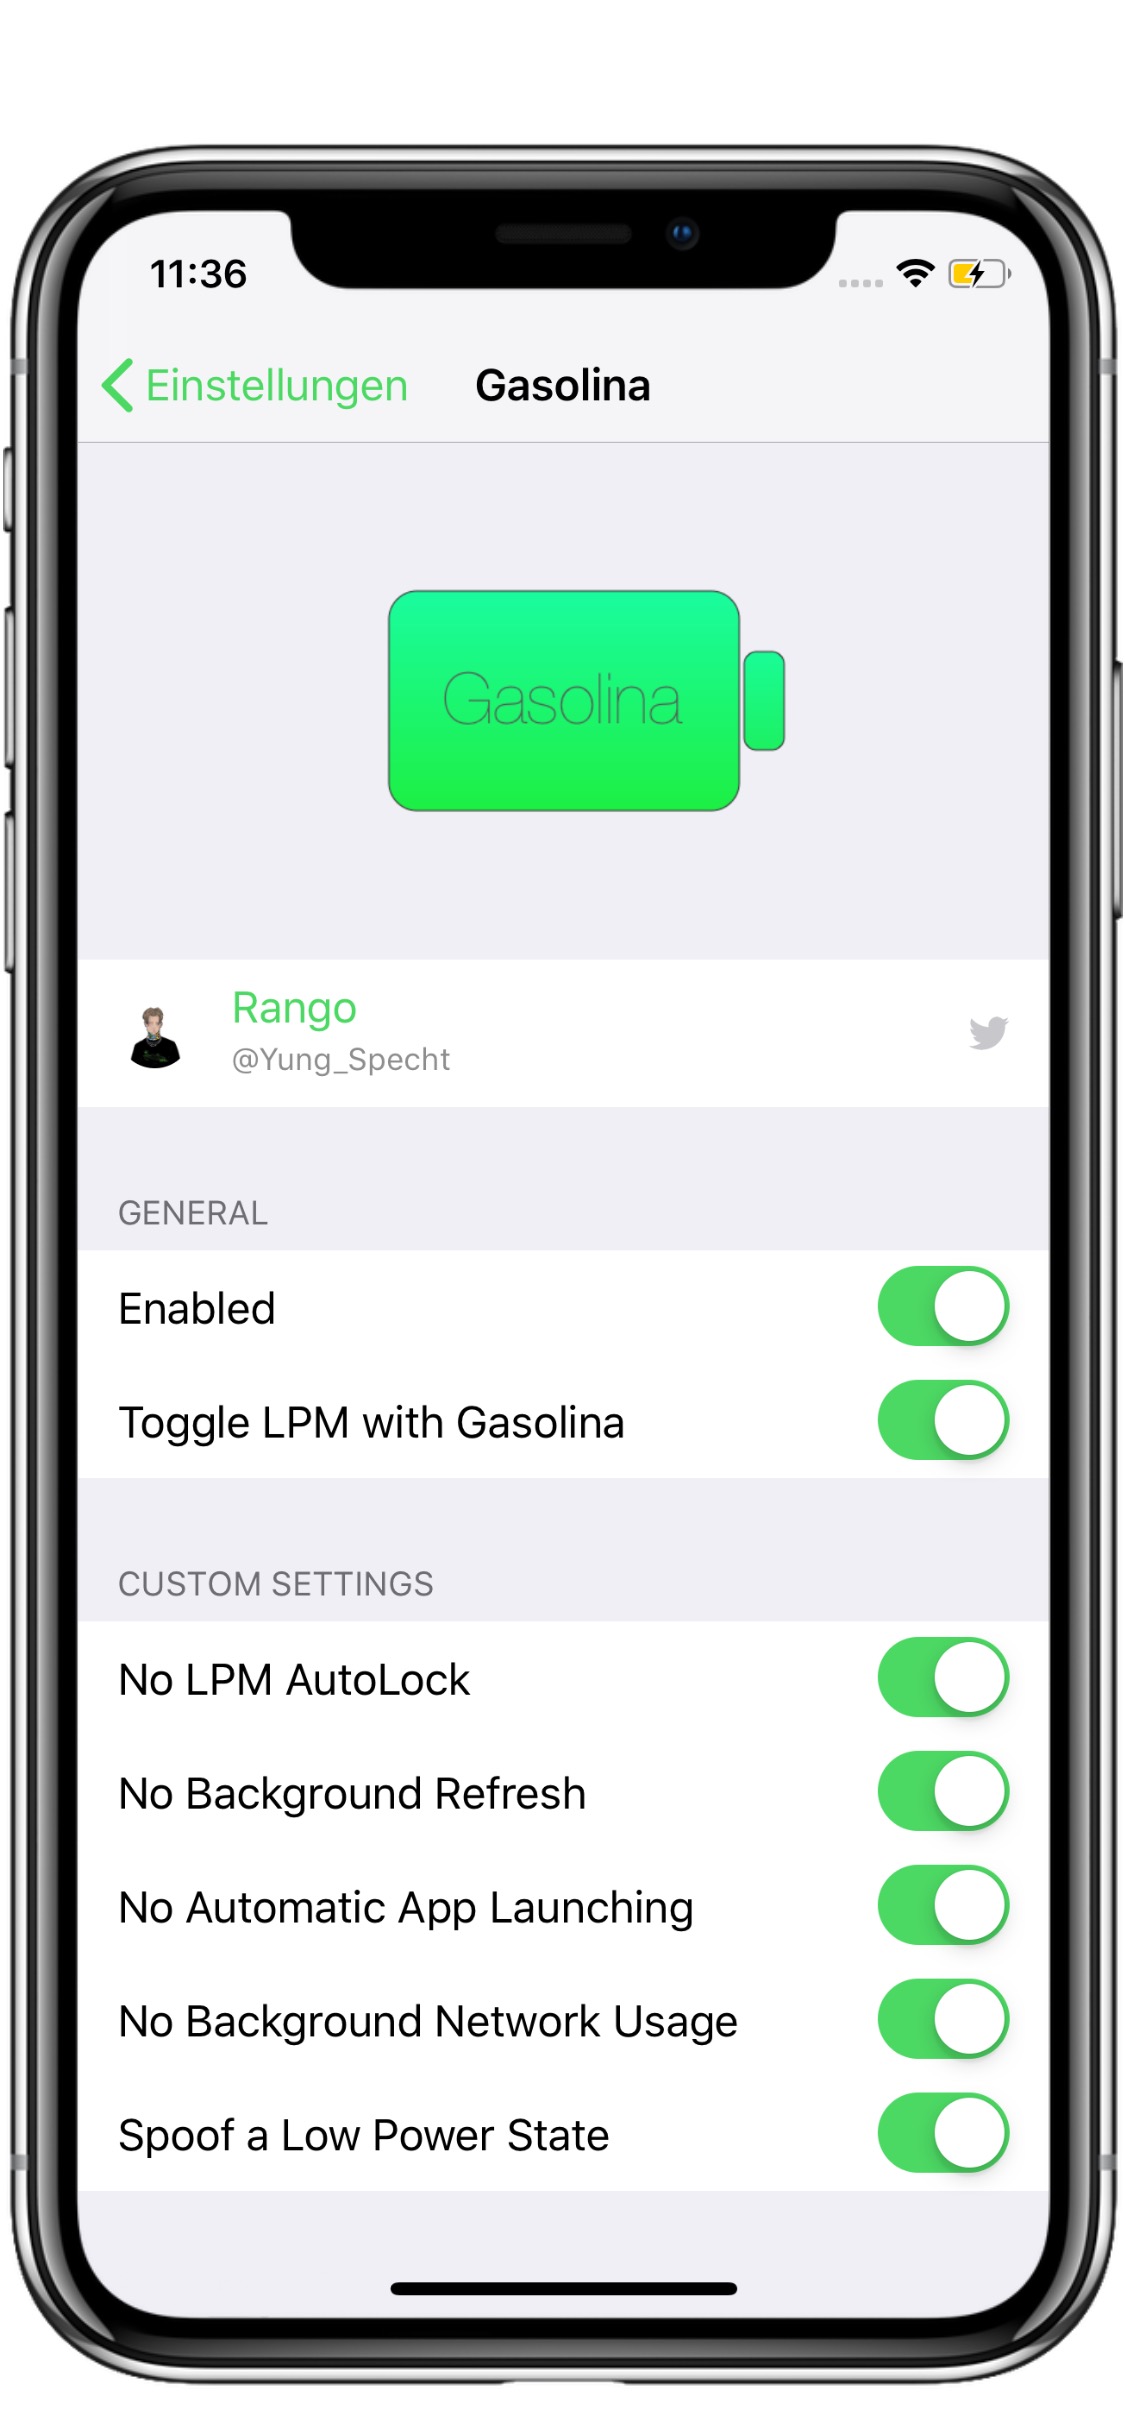 11:36
Einstellungen
Gasolina
Gasolina
Rango
@Yung_Specht
GENERAL
Enabled
Toggle LPM with Gasolina
CUSTOM SETTINGS
No LPM AutoLock
No Background Refresh
No Automatic App Launching
No Background Network Usage
Spoof a Low Power State